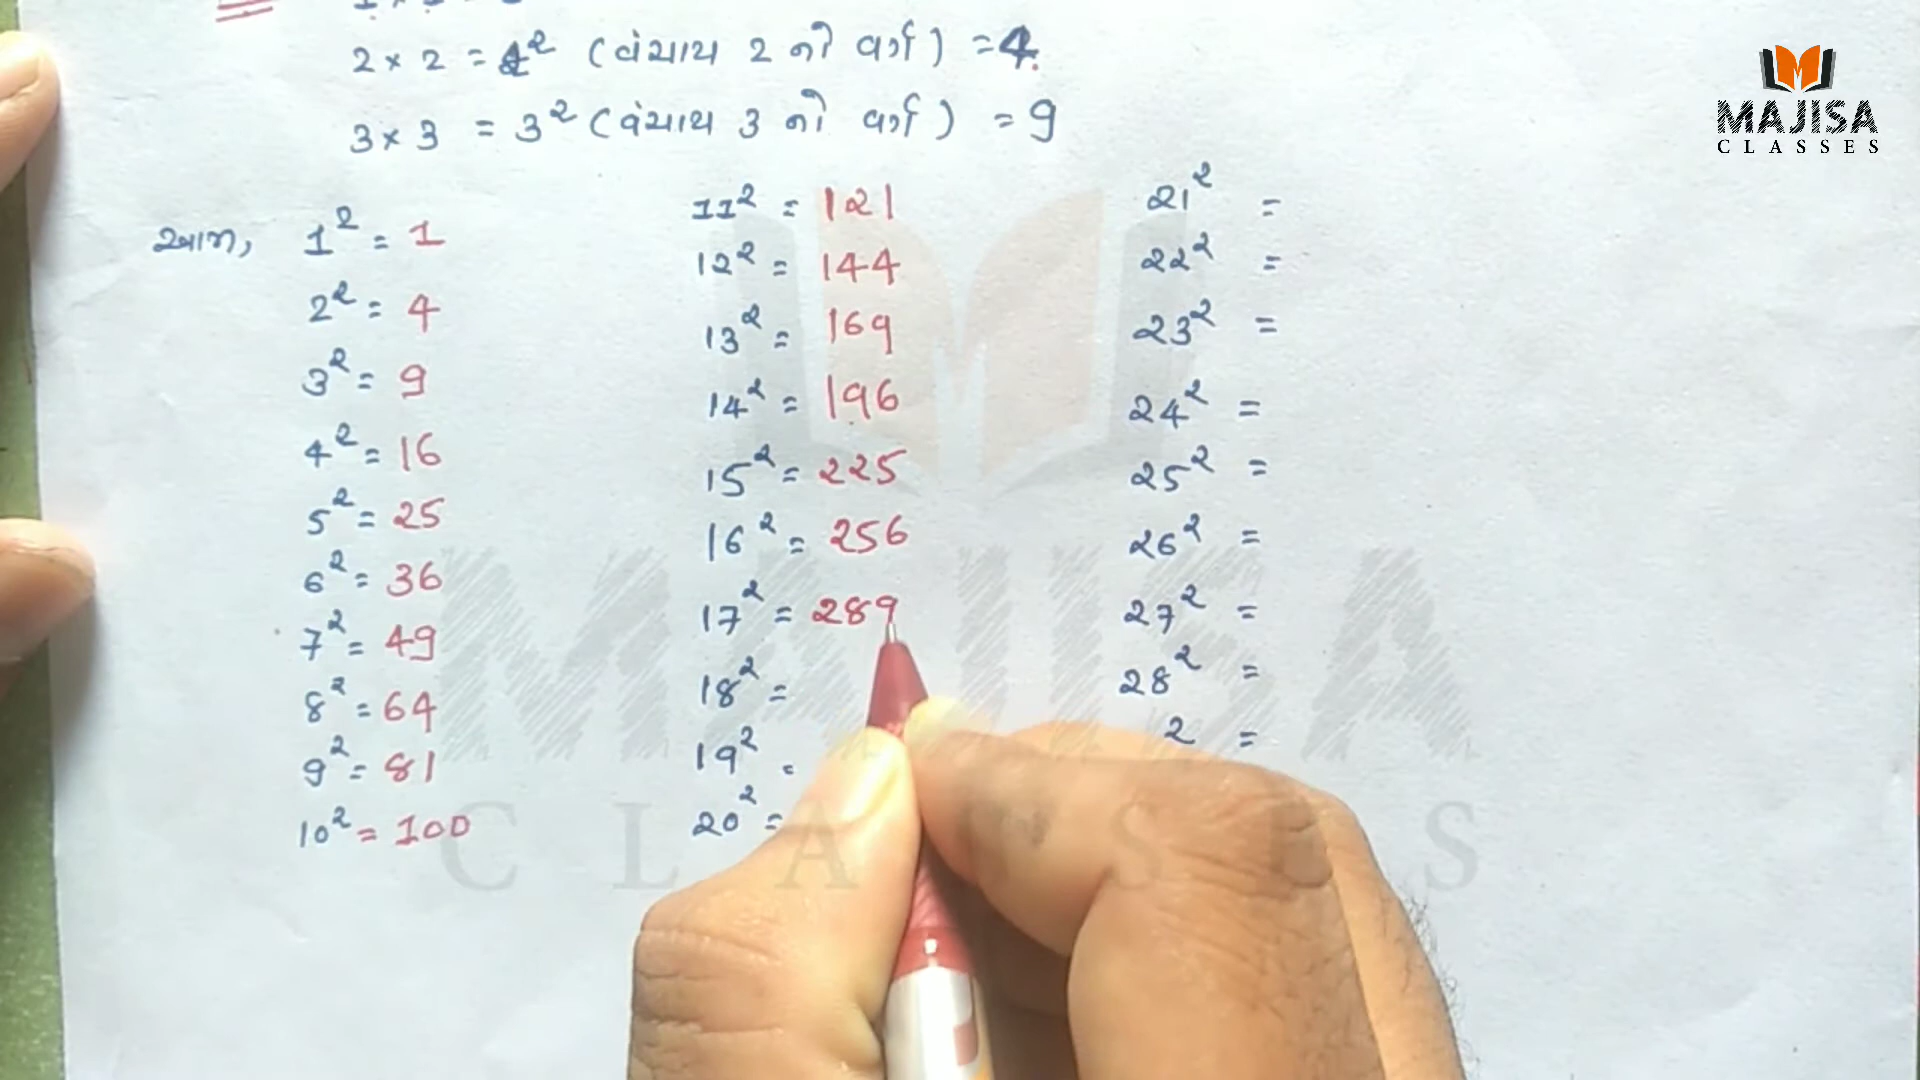 2 × 2 = 2² (વંચાય 2 નો વર્ગ) = 4.
3 × 3 = 3² (વંચાય 3 નો વર્ગ) = 9
આમ, 1² = 1
2² = 4
3² = 9
4² = 16
5² = 25
6² = 36
7² = 49
8² = 64
9² = 81
10² = 100
11² = 121
12² = 144
13² = 169
14² = 196
15² = 225
16² = 256
17² = 289
18² =
19² =
20² =
21² =
22² =
23² =
24² =
25² =
26² =
27² =
28² =
2 =
MAJISA
CLASSES
MAJISA
CLASSES